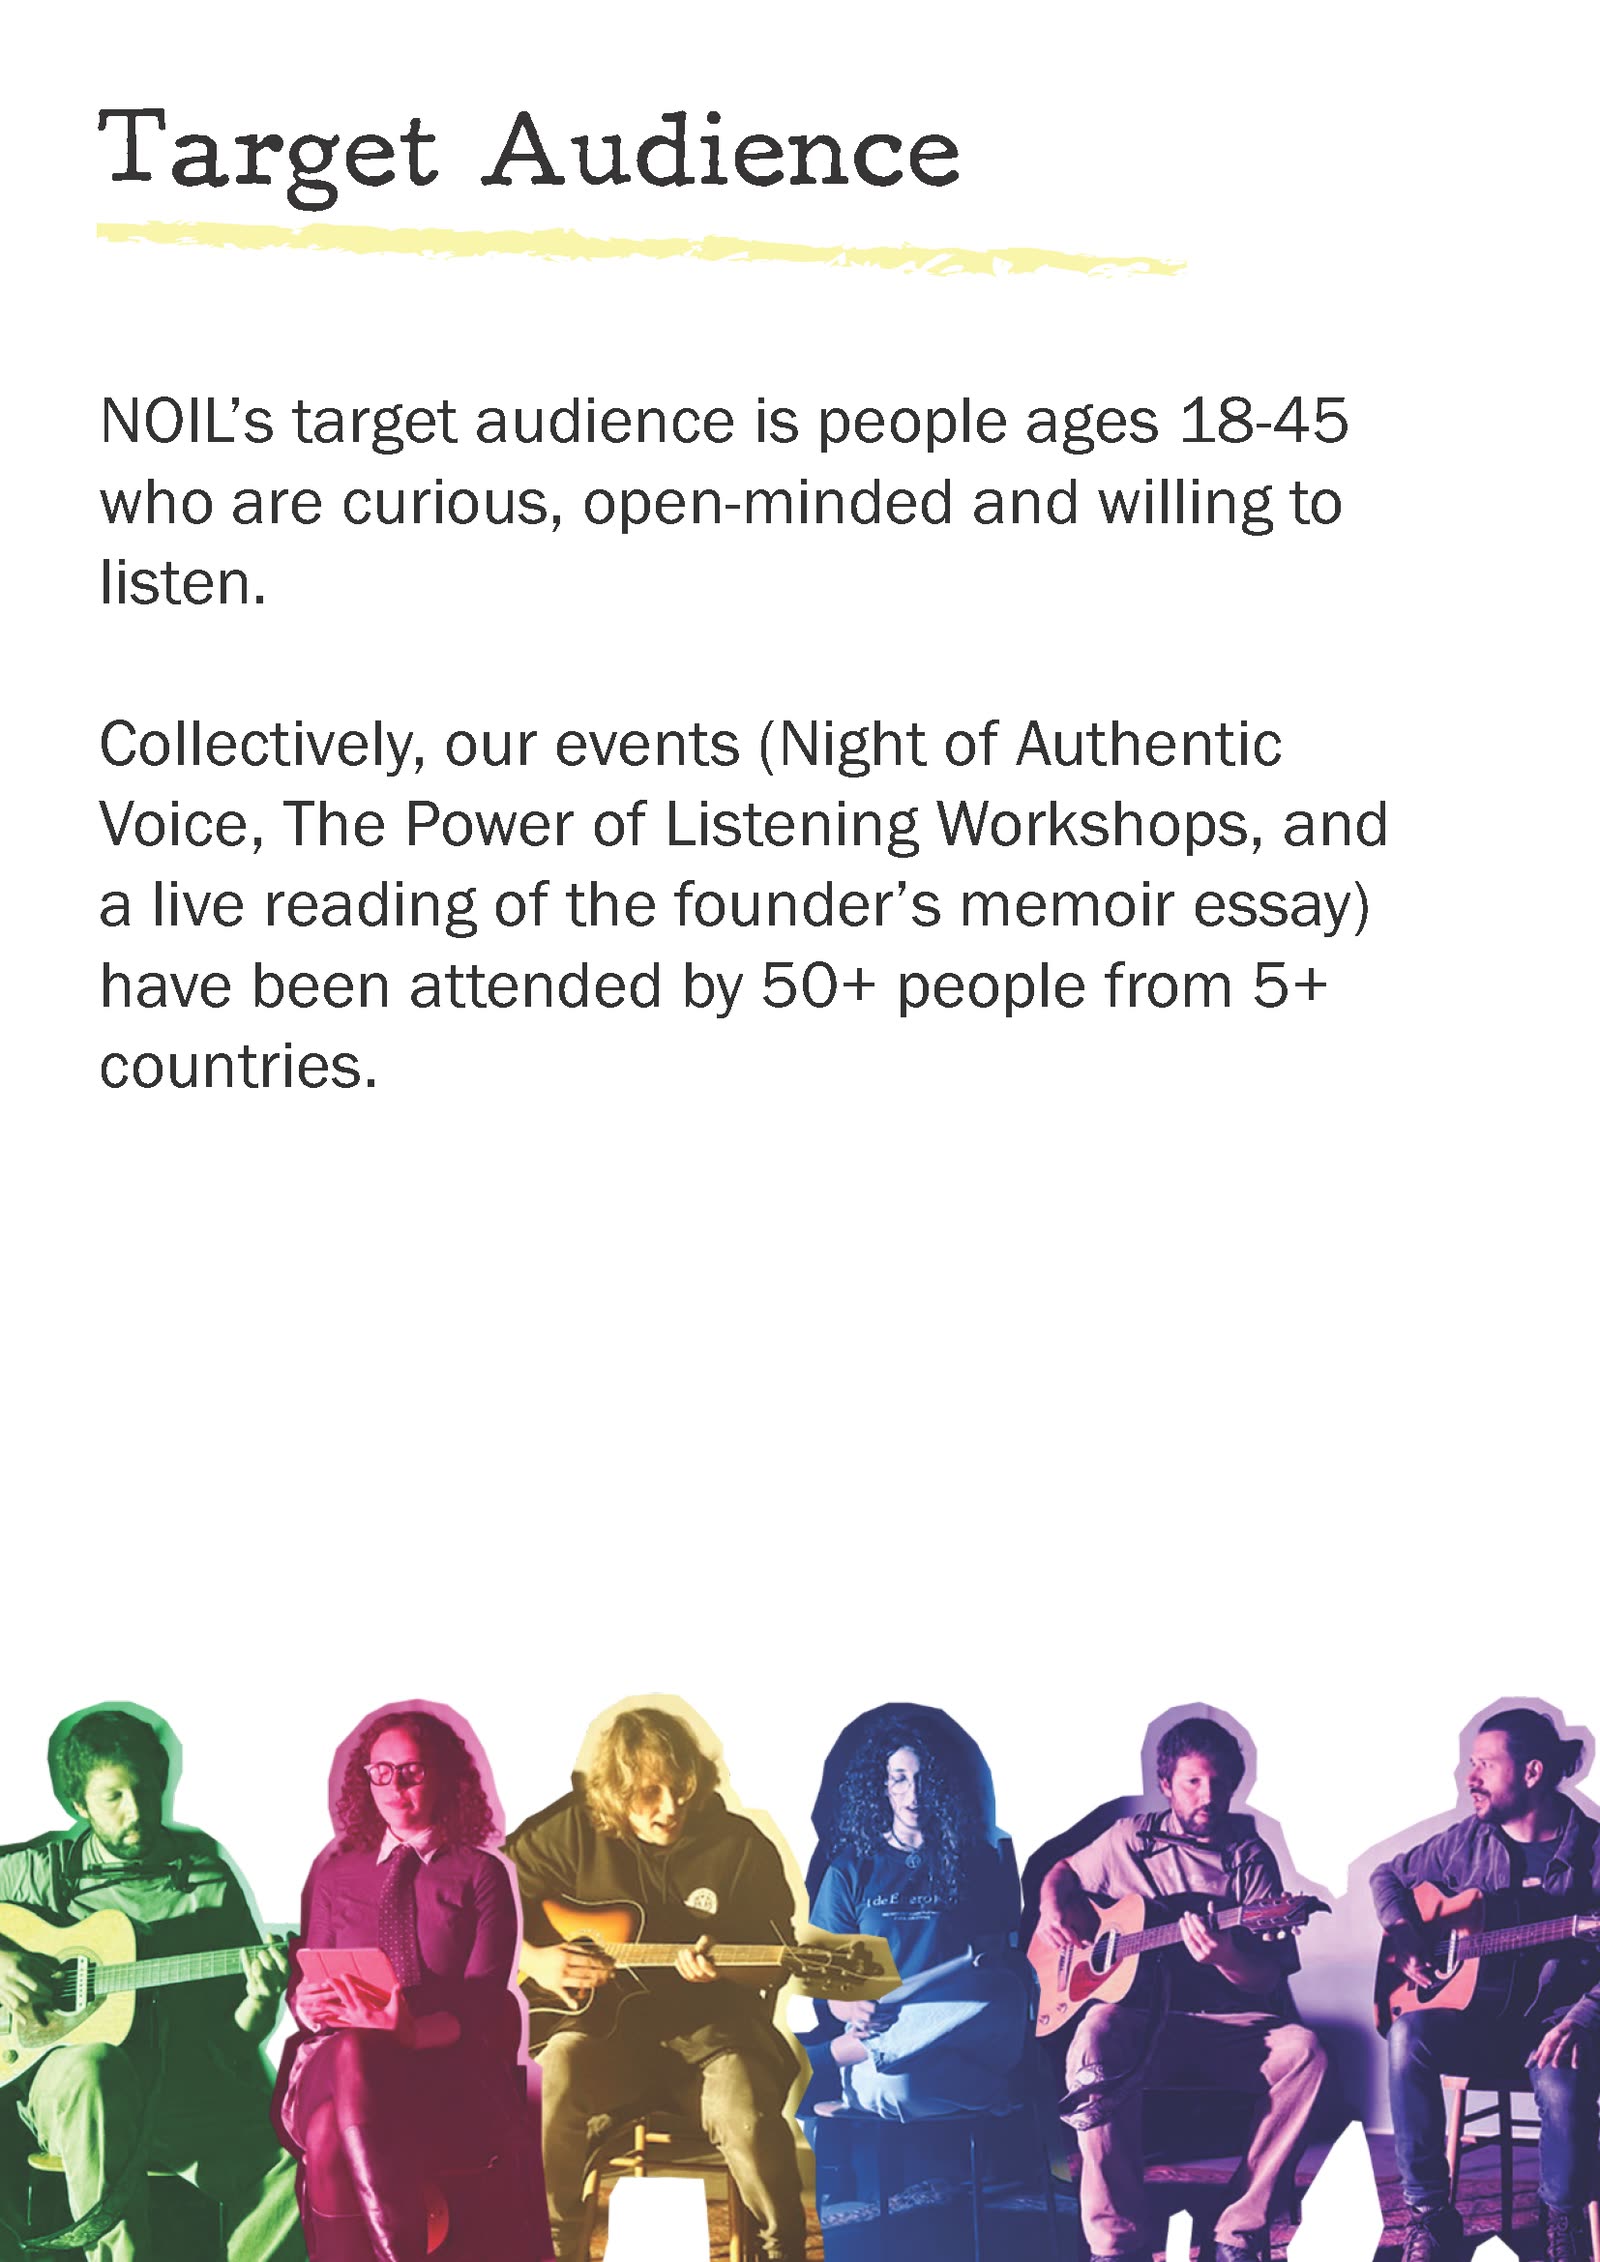 Target Audience
NOIL’s target audience is people ages 18-45
who are curious, open-minded and willing to
listen.
Collectively, our events (Night of Authentic
Voice, The Power of Listening Workshops, and
a live reading of the founder’s memoir essay)
have been attended by 50+ people from 5+
countries.